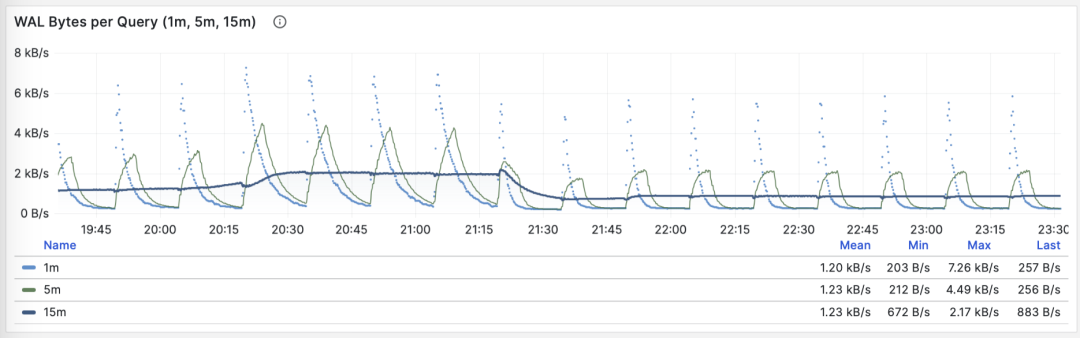 WAL Bytes per Query (1m, 5m, 15m)
8 kB/s
6 kB/s
4 kB/s
2 kB/s
0 B/s
19:45 20:00 20:15 20:30 20:45 21:00 21:15 21:30 21:45 22:00 22:15 22:30 22:45 23:00 23:15 23:30
Name Mean Min Max Last
1m 1.20 kB/s 203 B/s 7.26 kB/s 257 B/s
5m 1.23 kB/s 212 B/s 4.49 kB/s 256 B/s
15m 1.23 kB/s 672 B/s 2.17 kB/s 883 B/s